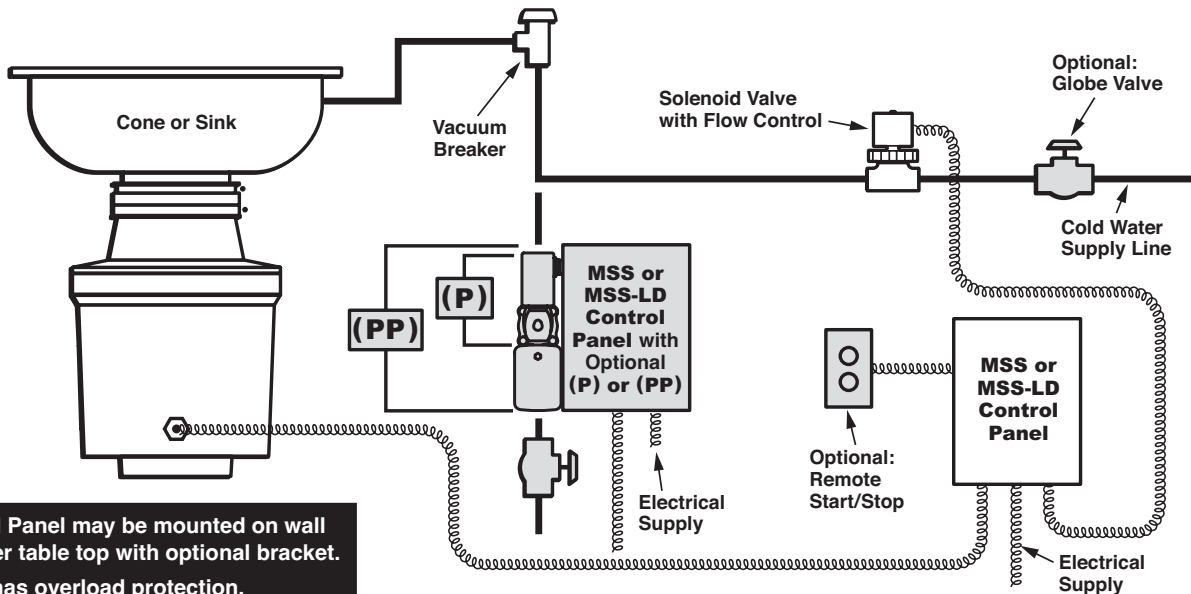 Cone or Sink
Vacuum
Breaker
Solenoid Valve
with Flow Control
Optional:
Globe Valve
Cold Water
Supply Line
(P)
(PP)
MSS or
MSS-LD
Control
Panel with
Optional
(P) or (PP)
Electrical
Supply
Optional:
Remote
Start/Stop
MSS or
MSS-LD
Control
Panel
Electrical
Supply
Panel may be mounted on wall
table top with optional bracket.
has overload protection.